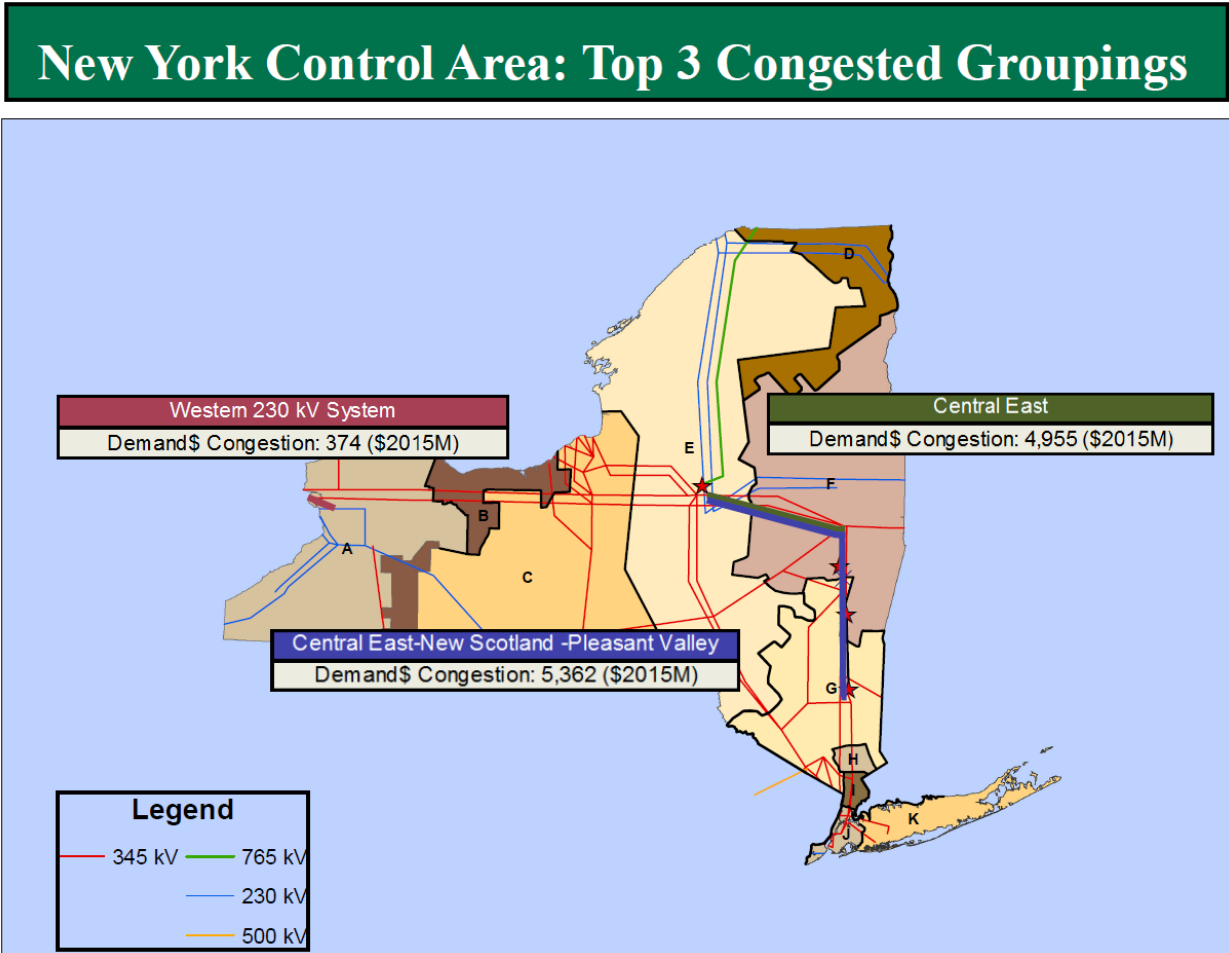 New York Control Area: Top 3 Congested Groupings
D
Western 230 kV System
Demand$ Congestion: 374 ($2015M)
Central East
Demand$ Congestion: 4,955 ($2015M)
E
F
B
A
C
Central East-New Scotland -Pleasant Valley
Demand$ Congestion: 5,362 ($2015M)
G
H
I
K
J
Legend
345 kV
765 kV
230 kV
500 kV